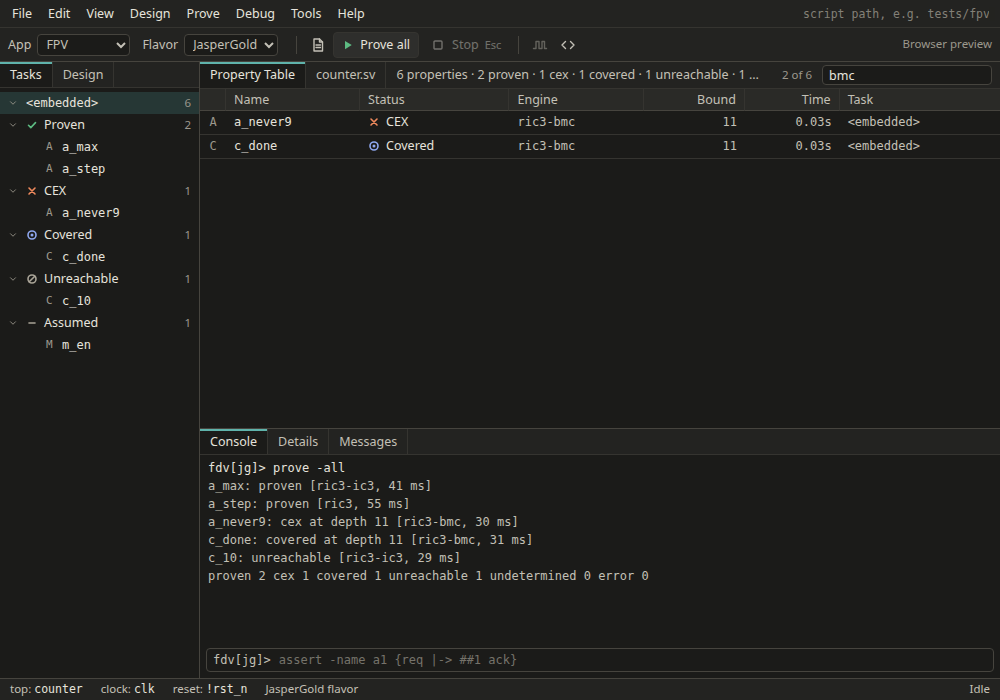 File Edit View Design Prove Debug Tools Help script path, e.g. tests/fpv
App FPV Flavor JasperGold Prove all Stop Esc Browser preview
Tasks Design Property Table counter.sv 6 properties · 2 proven · 1 cex · 1 covered · 1 unreachable · 1 ... 2 of 6 bmc
Name Status Engine Bound Time Task
A a_never9 CEX ric3-bmc 11 0.03s <embedded>
C c_done Covered ric3-bmc 11 0.03s <embedded>
<embedded> 6
Proven 2
A a_max
A a_step
CEX 1
A a_never9
Covered 1
C c_done
Unreachable 1
C c_10
Assumed 1
M m_en
Console Details Messages
fdv[jg]> prove -all
a_max: proven [ric3-ic3, 41 ms]
a_step: proven [ric3, 55 ms]
a_never9: cex at depth 11 [ric3-bmc, 30 ms]
c_done: covered at depth 11 [ric3-bmc, 31 ms]
c_10: unreachable [ric3-ic3, 29 ms]
proven 2 cex 1 covered 1 unreachable 1 undetermined 0 error 0
fdv[jg]> assert -name a1 {req |-> ##1 ack}
top: counter clock: clk reset: !rst_n JasperGold flavor Idle